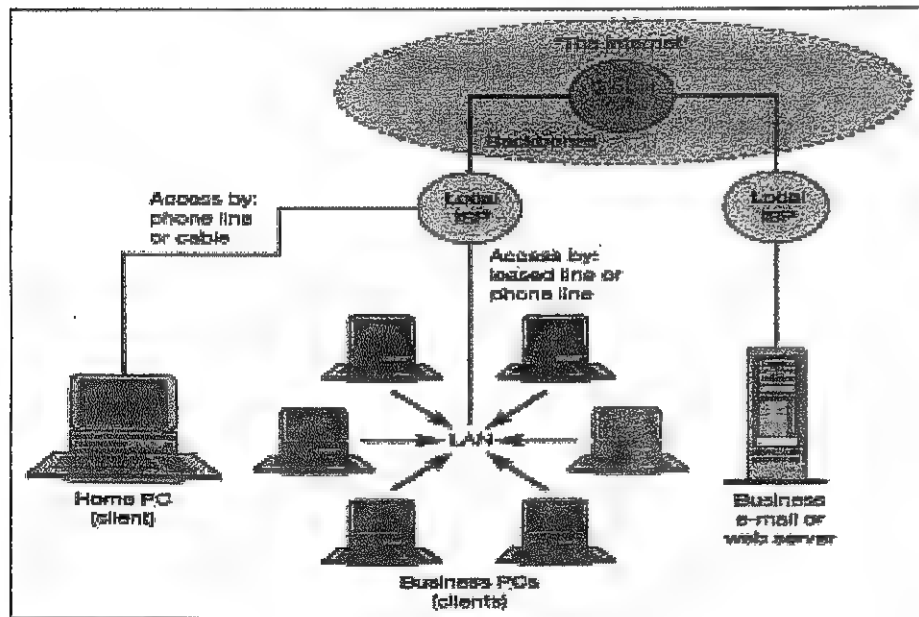 "The Internet"
Backbones
Local
ISP
Local
ISP
Access by:
phone line
or cable
Access by:
leased line or
phone line
LAN
Home PC
(client)
Business PCs
(clients)
Business
e-mail or
web server